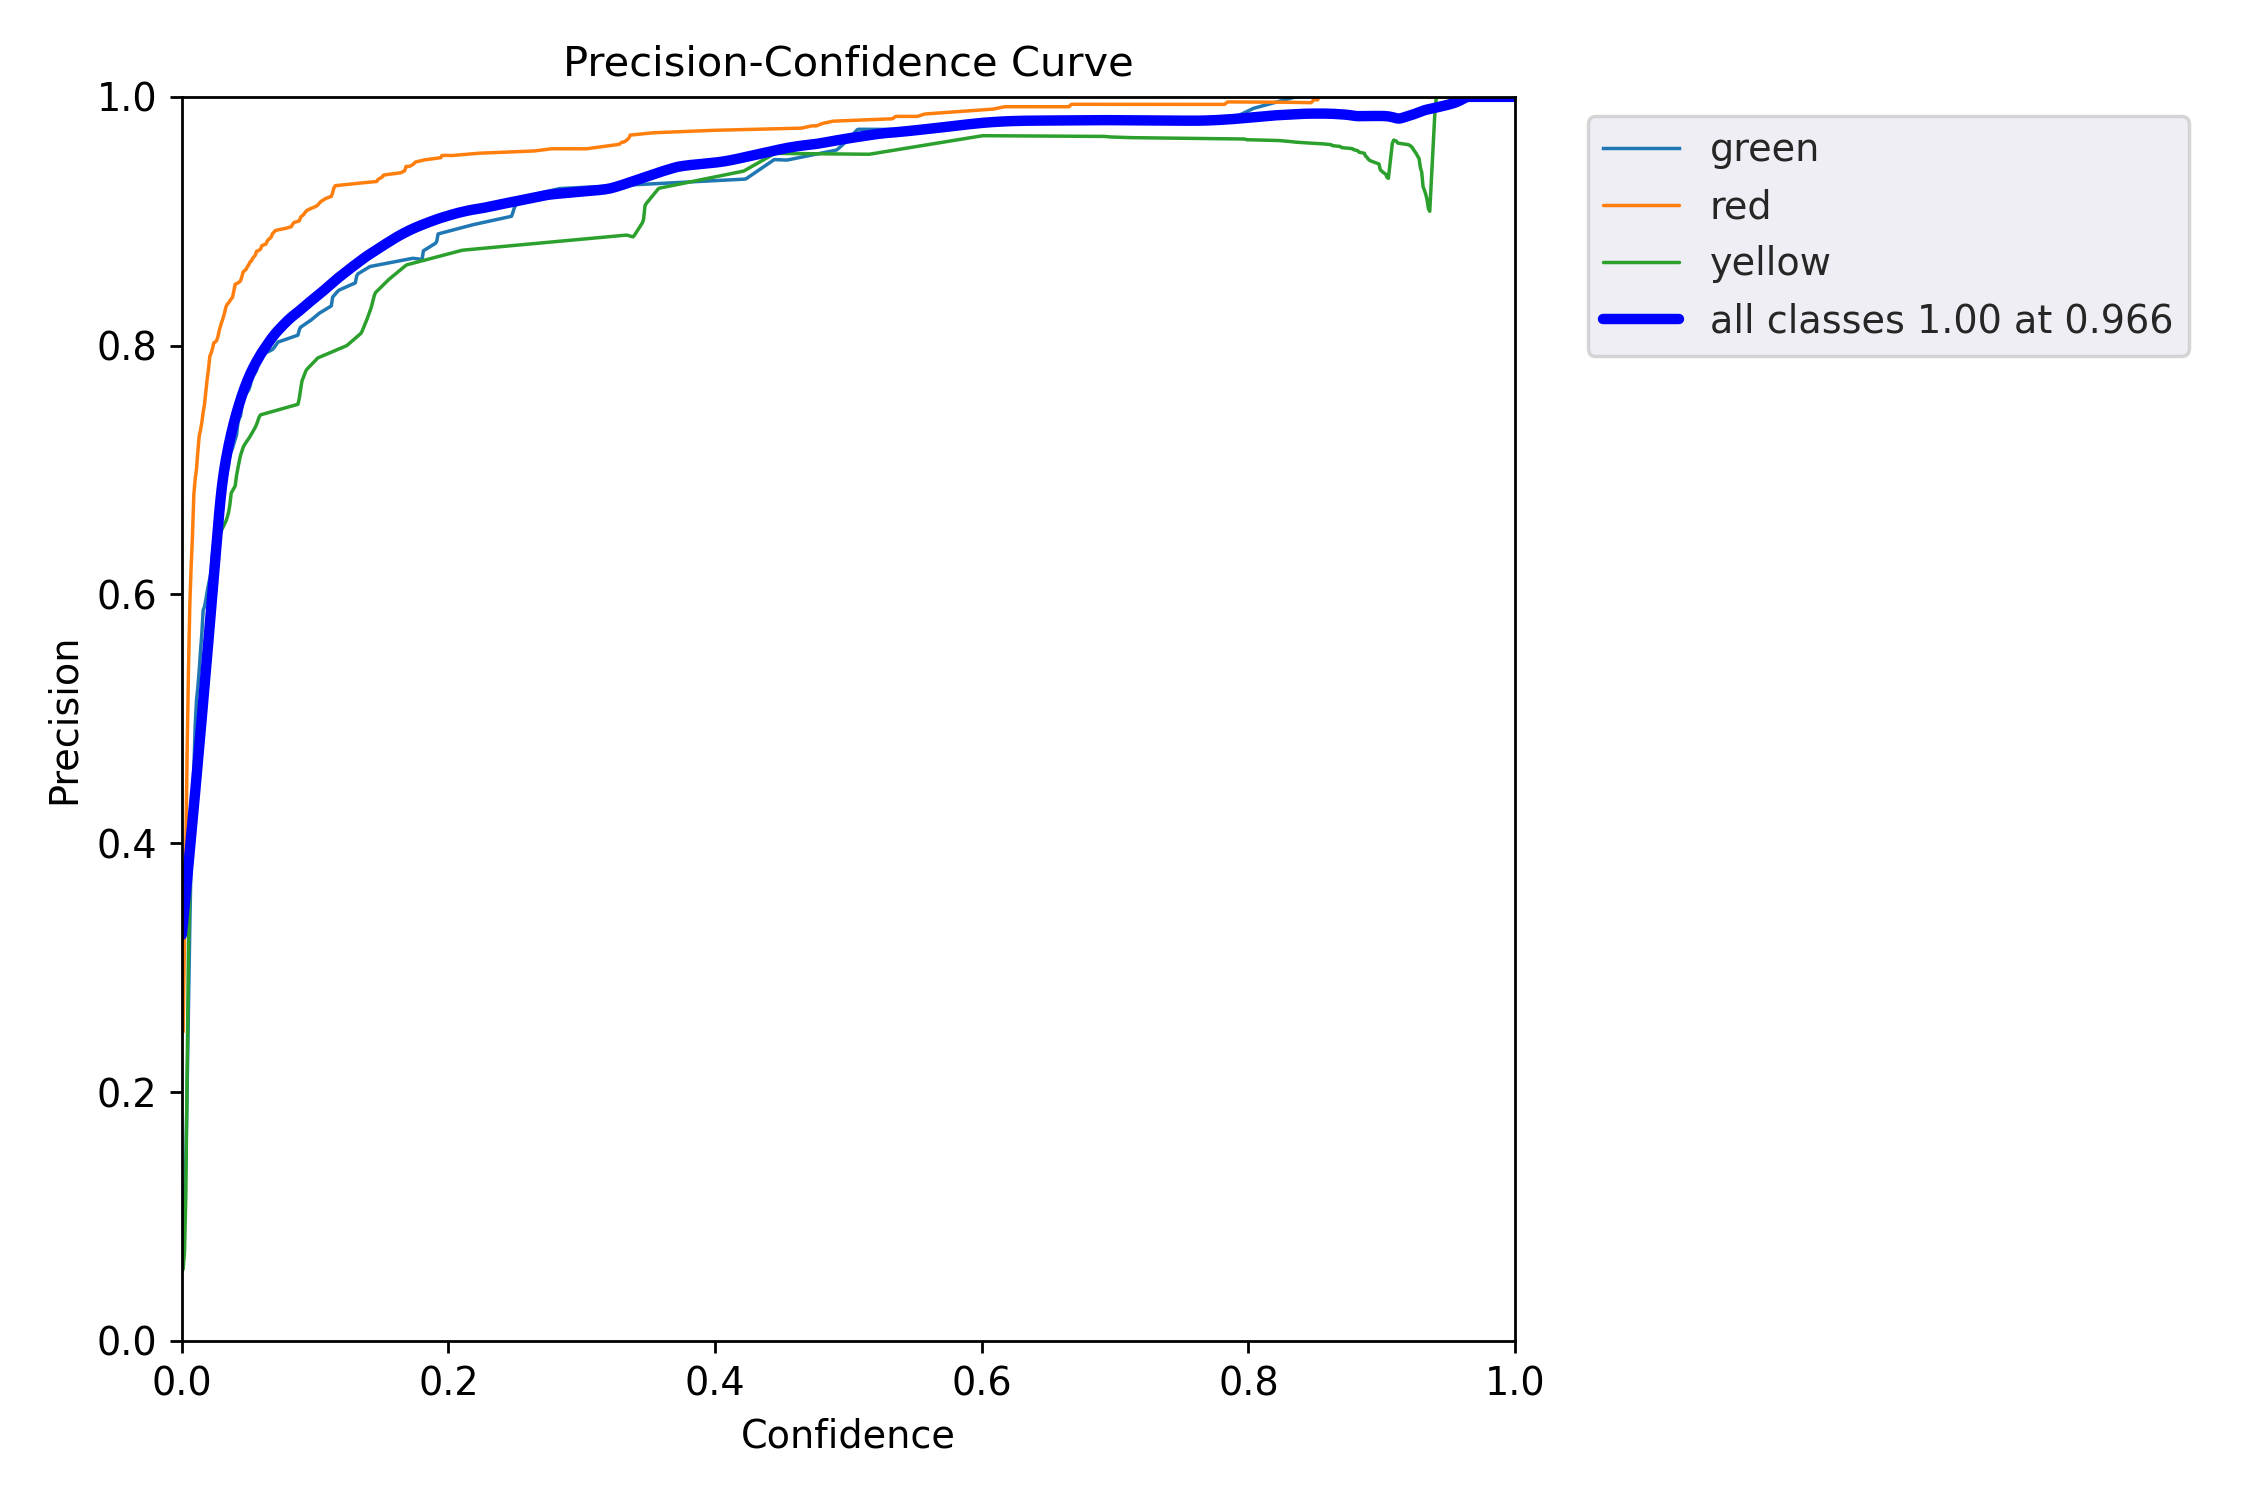 Precision-Confidence Curve
1.0
0.8
0.6
0.4
0.2
0.0
Precision
0.0 0.2 0.4 0.6 0.8 1.0
Confidence
green
red
yellow
all classes 1.00 at 0.966